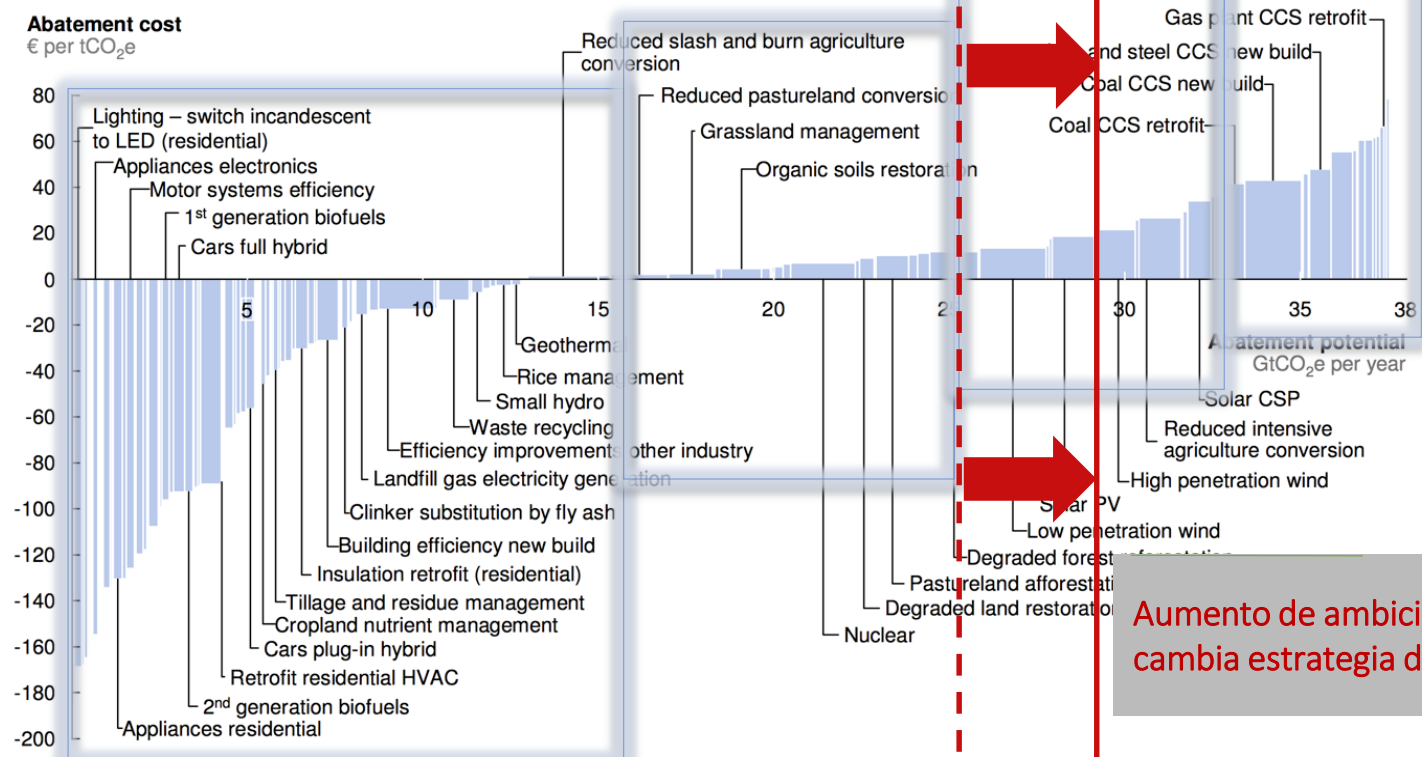 Abatement cost
€ per tCO2e
80
60
40
20
0
-20
-40
-60
-80
-100
-120
-140
-160
-180
-200
5
10
15
20
30
35
38
Lighting – switch incandescent
to LED (residential)
Appliances electronics
Motor systems efficiency
1st generation biofuels
Cars full hybrid
Reduced slash and burn agriculture
conversion
Reduced pastureland conversion
Grassland management
Organic soils restoration
Gas plant CCS retrofit
and steel CCS new build
Coal CCS new build
Coal CCS retrofit
Abatement potential
GtCO2e per year
Geothermal
Rice management
Small hydro
Waste recycling
Efficiency improvements other industry
Landfill gas electricity generation
Clinker substitution by fly ash
Building efficiency new build
Insulation retrofit (residential)
Tillage and residue management
Cropland nutrient management
Cars plug-in hybrid
Retrofit residential HVAC
2nd generation biofuels
Appliances residential
Solar CSP
Reduced intensive
agriculture conversion
High penetration wind
Solar PV
Low penetration wind
Degraded forest reforestation
Pastureland afforestati
Degraded land restoratio
Nuclear
Aumento de ambici
cambia estrategia d